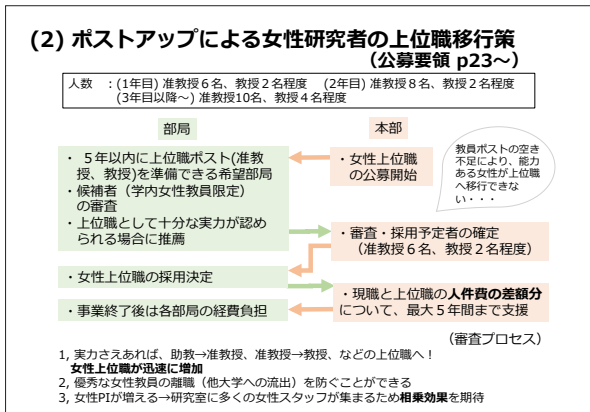 (2) ポストアップによる女性研究者の上位職移行策
(公募要領 p23～)
人数 ：(1年目) 准教授６名、教授２名程度 (2年目) 准教授８名、教授２名程度
(3年目以降～) 准教授10名、教授４名程度
部局
本部
・５年以内に上位職ポスト(准教
授、教授)を準備できる希望部局
・候補者（学内女性教員限定）
の審査
・上位職として十分な実力が認め
られる場合に推薦
・女性上位職
の公募開始
教員ポストの空き
不足により、能力
ある女性が上位職
へ移行できな
い・・・
・審査・採用予定者の確定
（准教授６名、教授２名程度）
・女性上位職の採用決定
・現職と上位職の人件費の差額分
について、最大５年間まで支援
・事業終了後は各部局の経費負担
（審査プロセス）
1, 実力さえあれば、助教→准教授、准教授→教授、などの上位職へ！
女性上位職が迅速に増加
2, 優秀な女性教員の離職（他大学への流出）を防ぐことができる
3, 女性PIが増える→研究室に多くの女性スタッフが集まるため相乗効果を期待